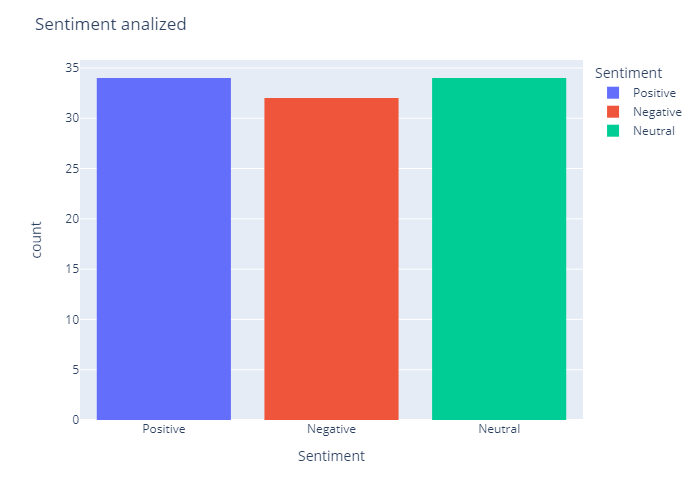 Sentiment analized
35
30
25
20
15
10
5
0
count
Positive
Negative
Neutral
Sentiment
Sentiment
Positive
Negative
Neutral